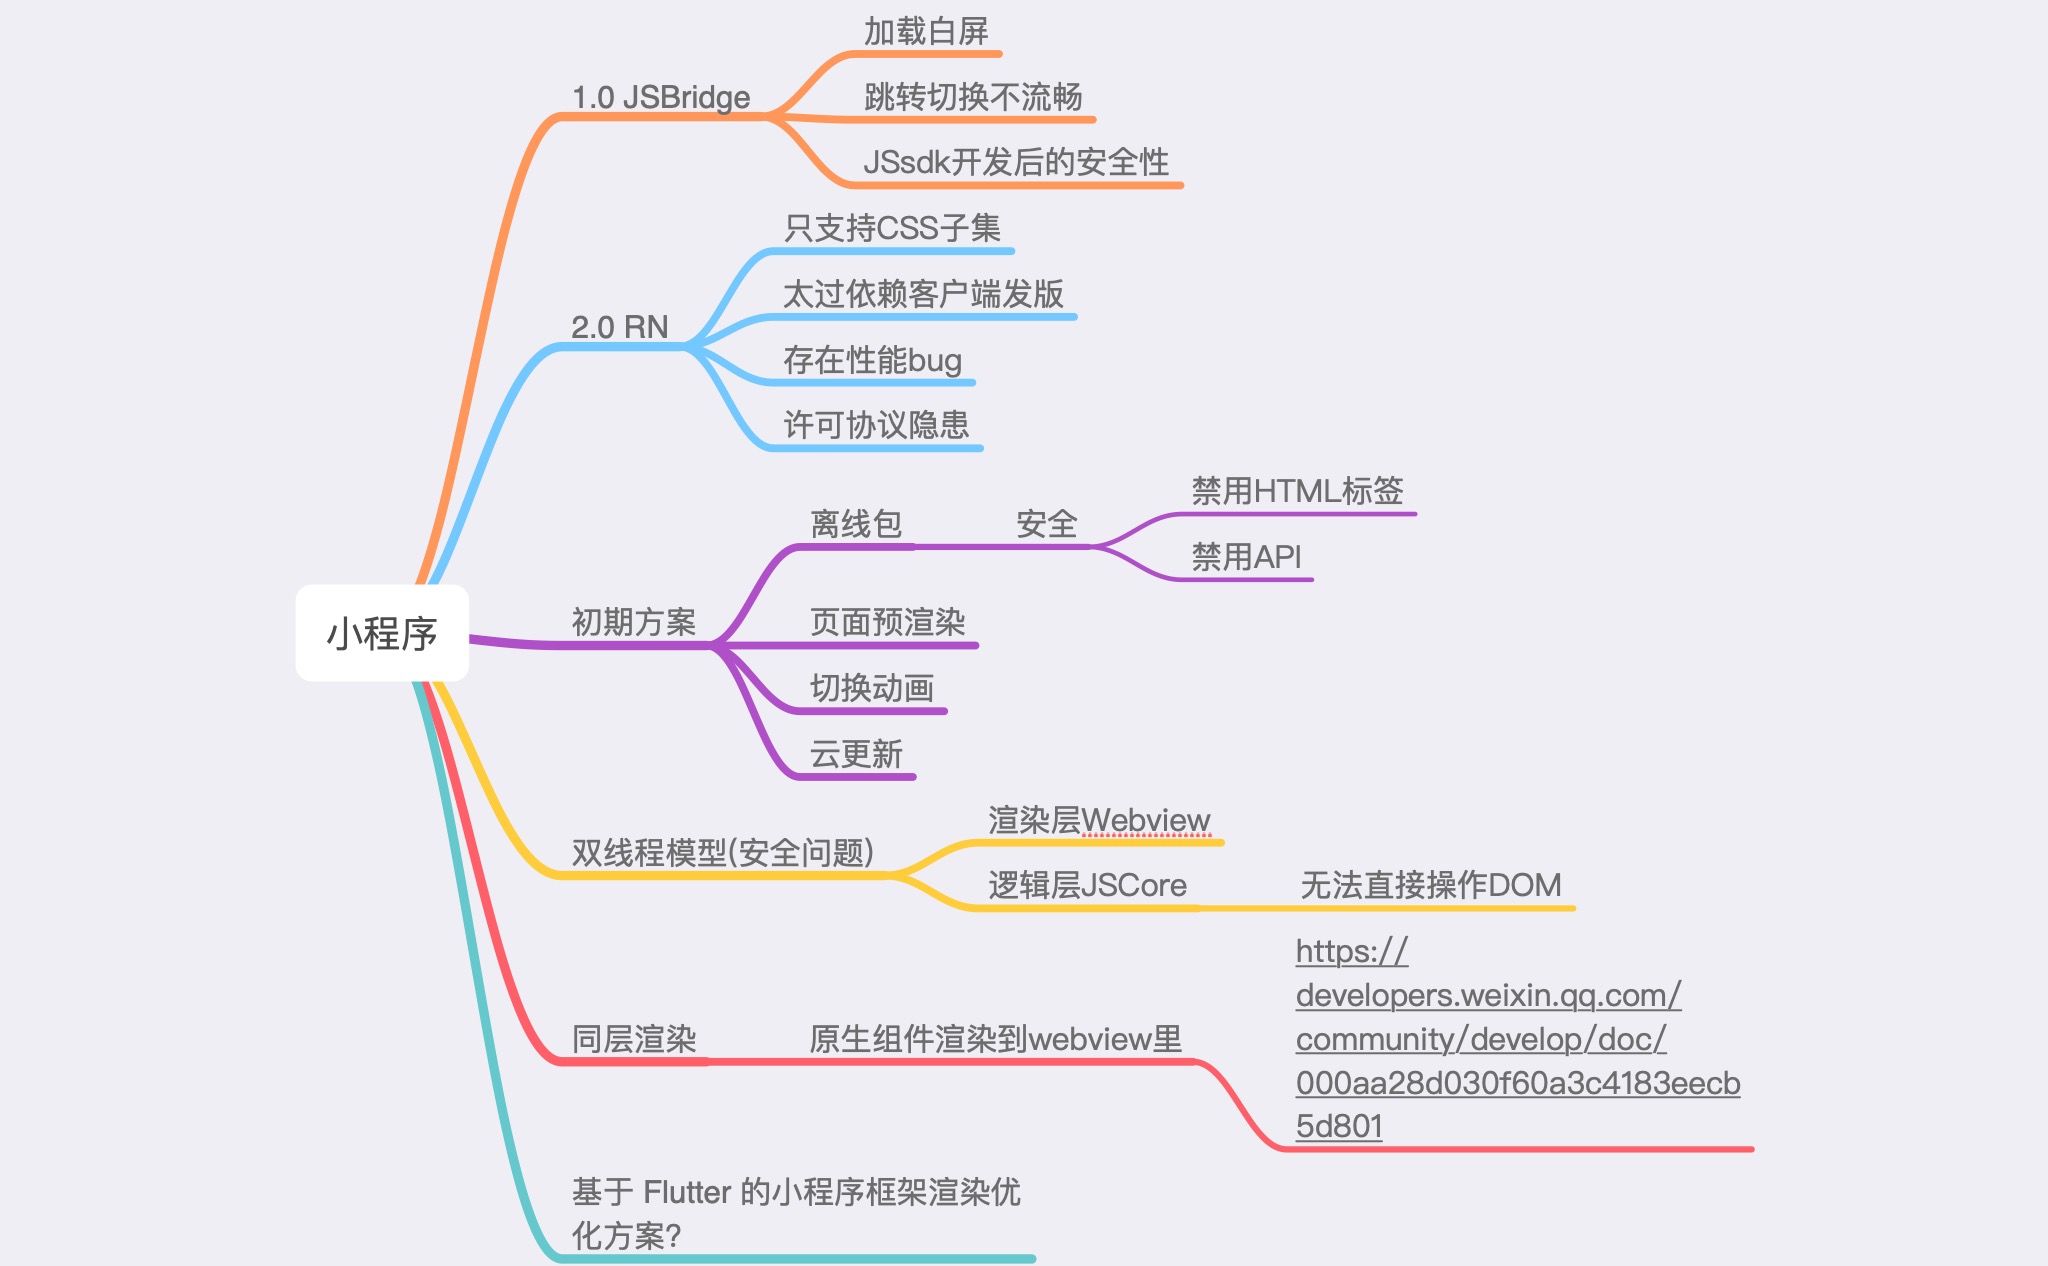 小程序
1.0 JSBridge
加载白屏
跳转切换不流畅
JSsdk开发后的安全性
2.0 RN
只支持CSS子集
太过依赖客户端发版
存在性能bug
许可协议隐患
初期方案
离线包
安全
禁用HTML标签
禁用API
页面预渲染
切换动画
云更新
双线程模型(安全问题)
渲染层Webview
逻辑层JSCore
无法直接操作DOM
同层渲染
原生组件渲染到webview里
https://
developers.weixin.qq.com/
community/develop/doc/
000aa28d030f60a3c4183eecb
5d801
基于 Flutter 的小程序框架渲染优
化方案?